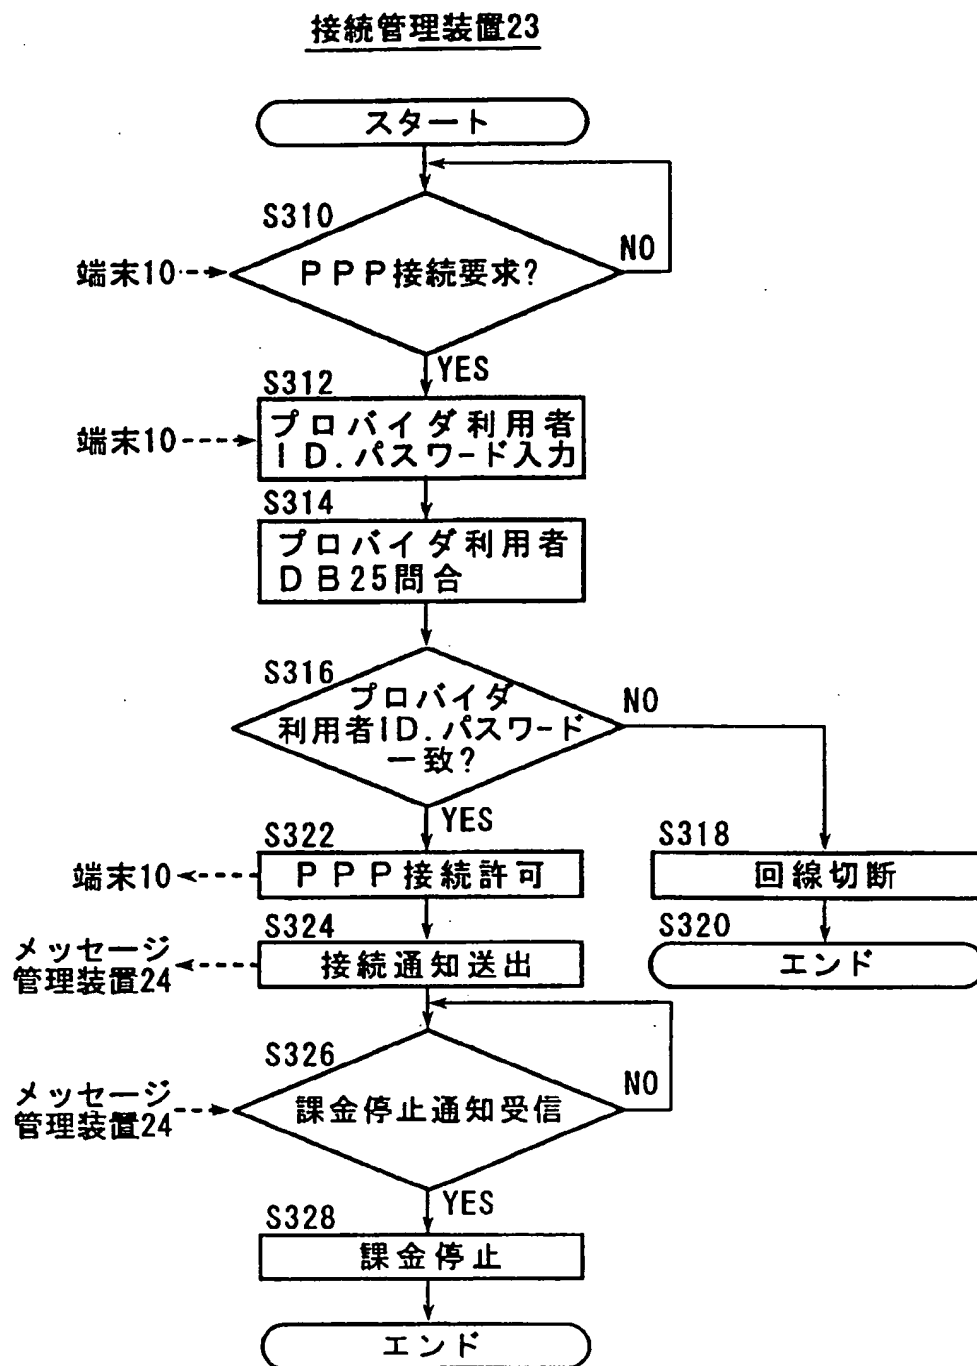 接続管理装置23
スタート
S310
NO
端末10
PPP接続要求?
YES
S312
端末10
プロバイダ利用者
ID.パスワード入力
S314
プロバイダ利用者
DB25問合
S316
プロバイダ
NO
利用者ID.パスワード
一致?
YES
S322
S318
端末10
PPP接続許可
回線切断
S324
S320
メッセージ
管理装置24
接続通知送出
エンド
S326
NO
メッセージ
管理装置24
課金停止通知受信
YES
S328
課金停止
エンド